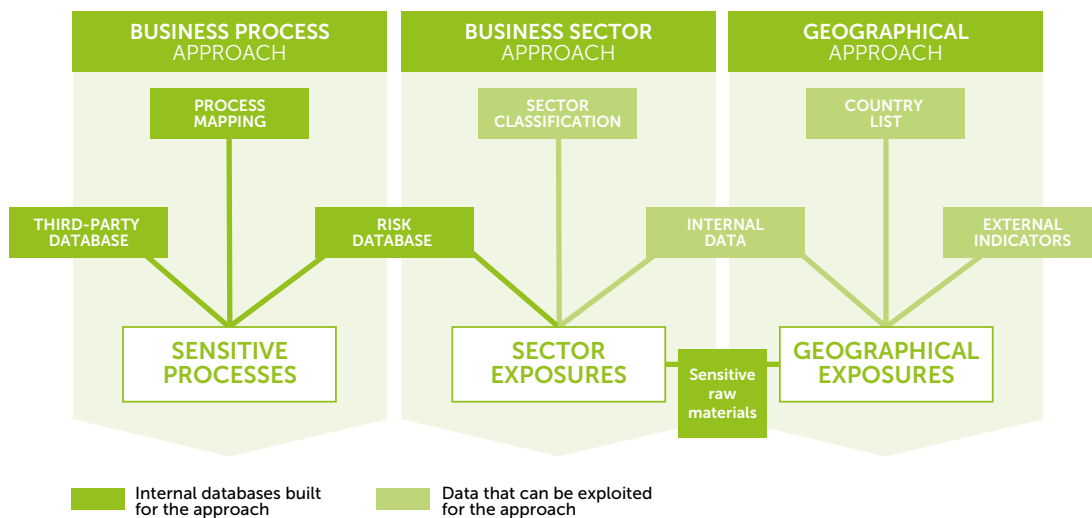 BUSINESS PROCESS
APPROACH
BUSINESS SECTOR
APPROACH
GEOGRAPHICAL
APPROACH
PROCESS
MAPPING
SECTOR
CLASSIFICATION
COUNTRY
LIST
THIRD-PARTY
DATABASE
RISK
DATABASE
INTERNAL
DATA
EXTERNAL
INDICATORS
SENSITIVE
PROCESSES
SECTOR
EXPOSURES
Sensitive
raw
materials
GEOGRAPHICAL
EXPOSURES
Internal databases built
for the approach
Data that can be exploited
for the approach